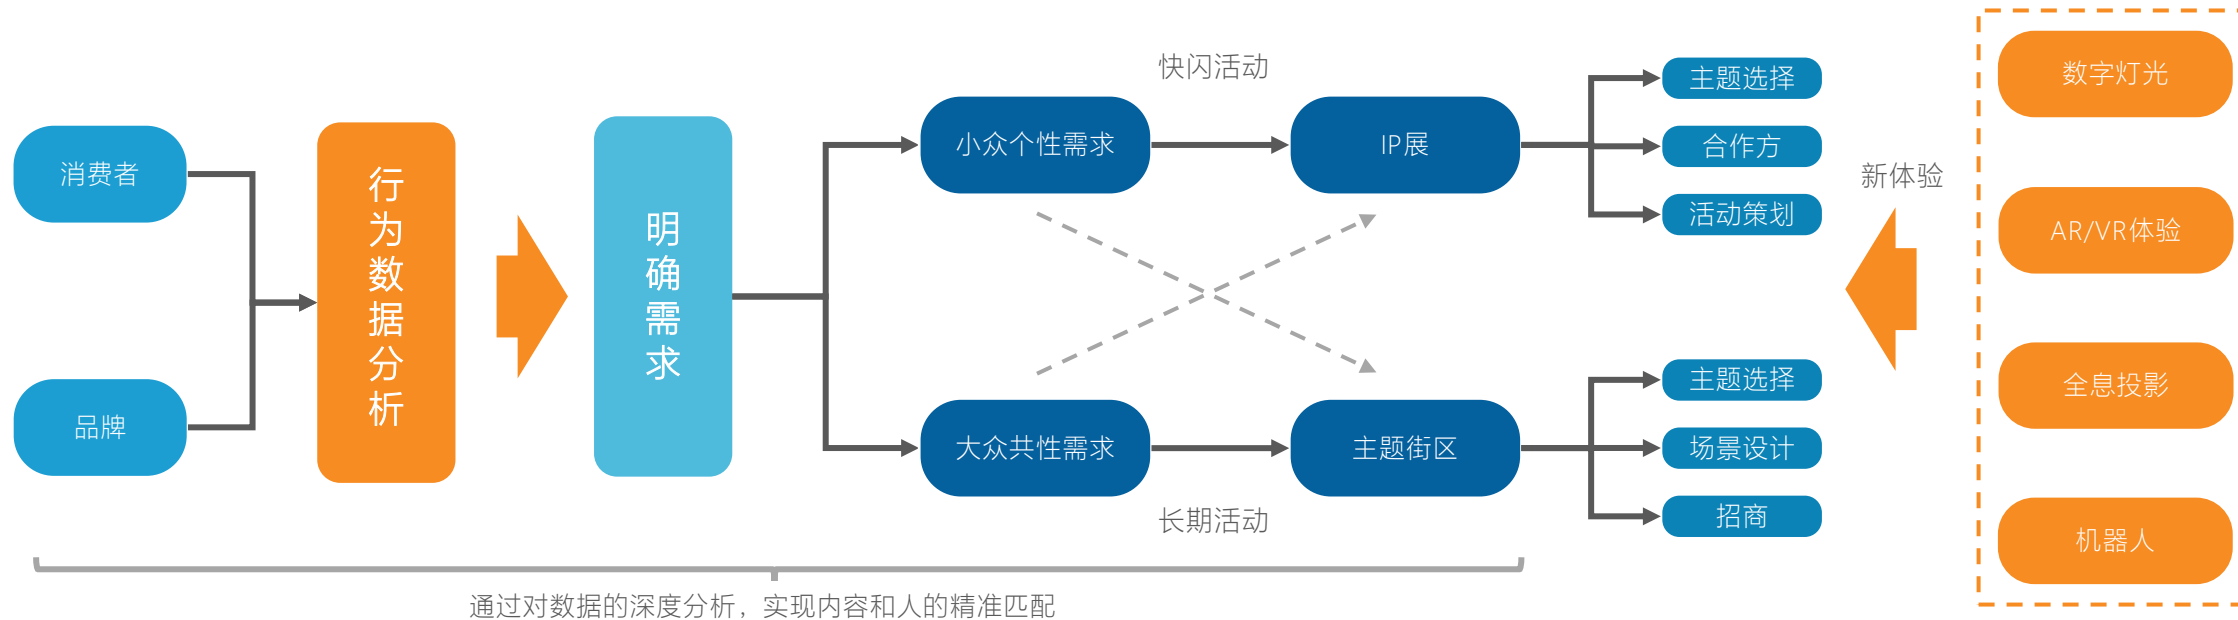 消费者
品牌
行为数据分析
明确需求
快闪活动
小众个性需求
IP展
大众共性需求
主题街区
长期活动
主题选择
合作方
活动策划
主题选择
场景设计
招商
新体验
数字灯光
AR/VR体验
全息投影
机器人
通过对数据的深度分析，实现内容和人的精准匹配